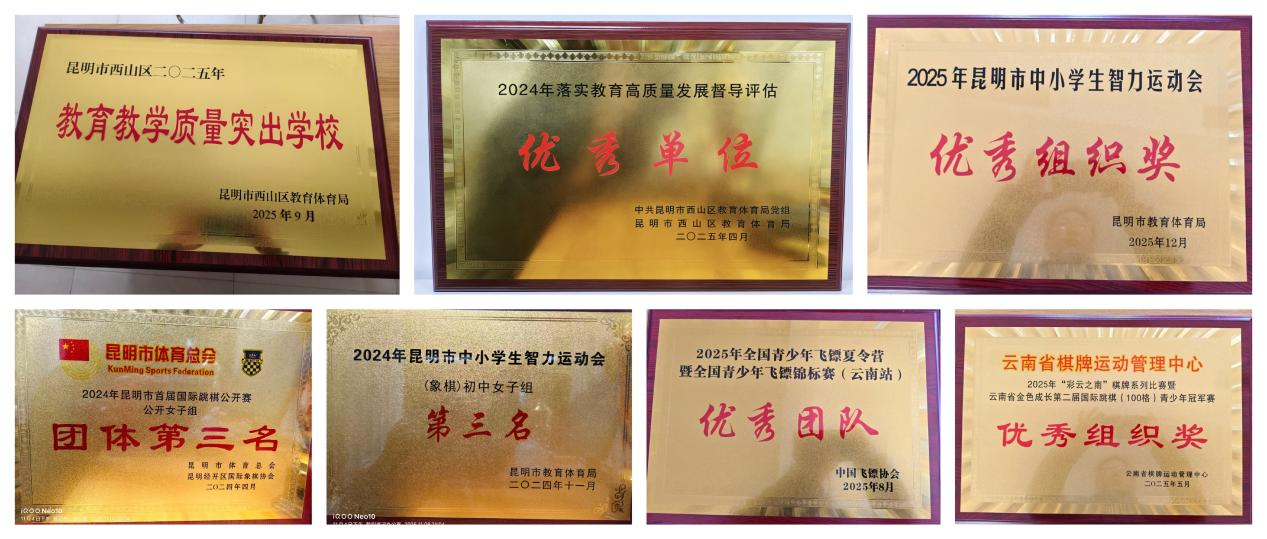 昆明市西山区二〇二五年
教育教学质量突出学校
昆明市西山区教育体育局
2025年9月
2024年落实教育高质量发展督导评估
优秀单位
中共昆明市西山区教育体育局党组
昆明市西山区教育体育局
二〇二五年四月
2025年昆明市中小学生智力运动会
优秀组织奖
昆明市教育体育局
2025年12月
昆明市体育总会
KunMing Sports Federation
2024年昆明市首届国际跳棋公开赛
公开女子组
团体第三名
昆明市体育总会
昆明经开区国际象棋协会
二〇二四年四月
iQOO Neo10
2024年昆明市中小学生智力运动会
(象棋)初中女子组
第三名
昆明市教育体育局
二〇二四年十一月
iQOO Neo10
2025年全国青少年飞镖夏令营
暨全国青少年飞镖锦标赛（云南站）
优秀团队
中国飞镖协会
2025年8月
云南省棋牌运动管理中心
2025年“彩云之南”棋牌系列比赛暨
云南省金色成长第二届国际跳棋（100格）青少年冠军赛
优秀组织奖
云南省棋牌运动管理中心
二〇二五年五月